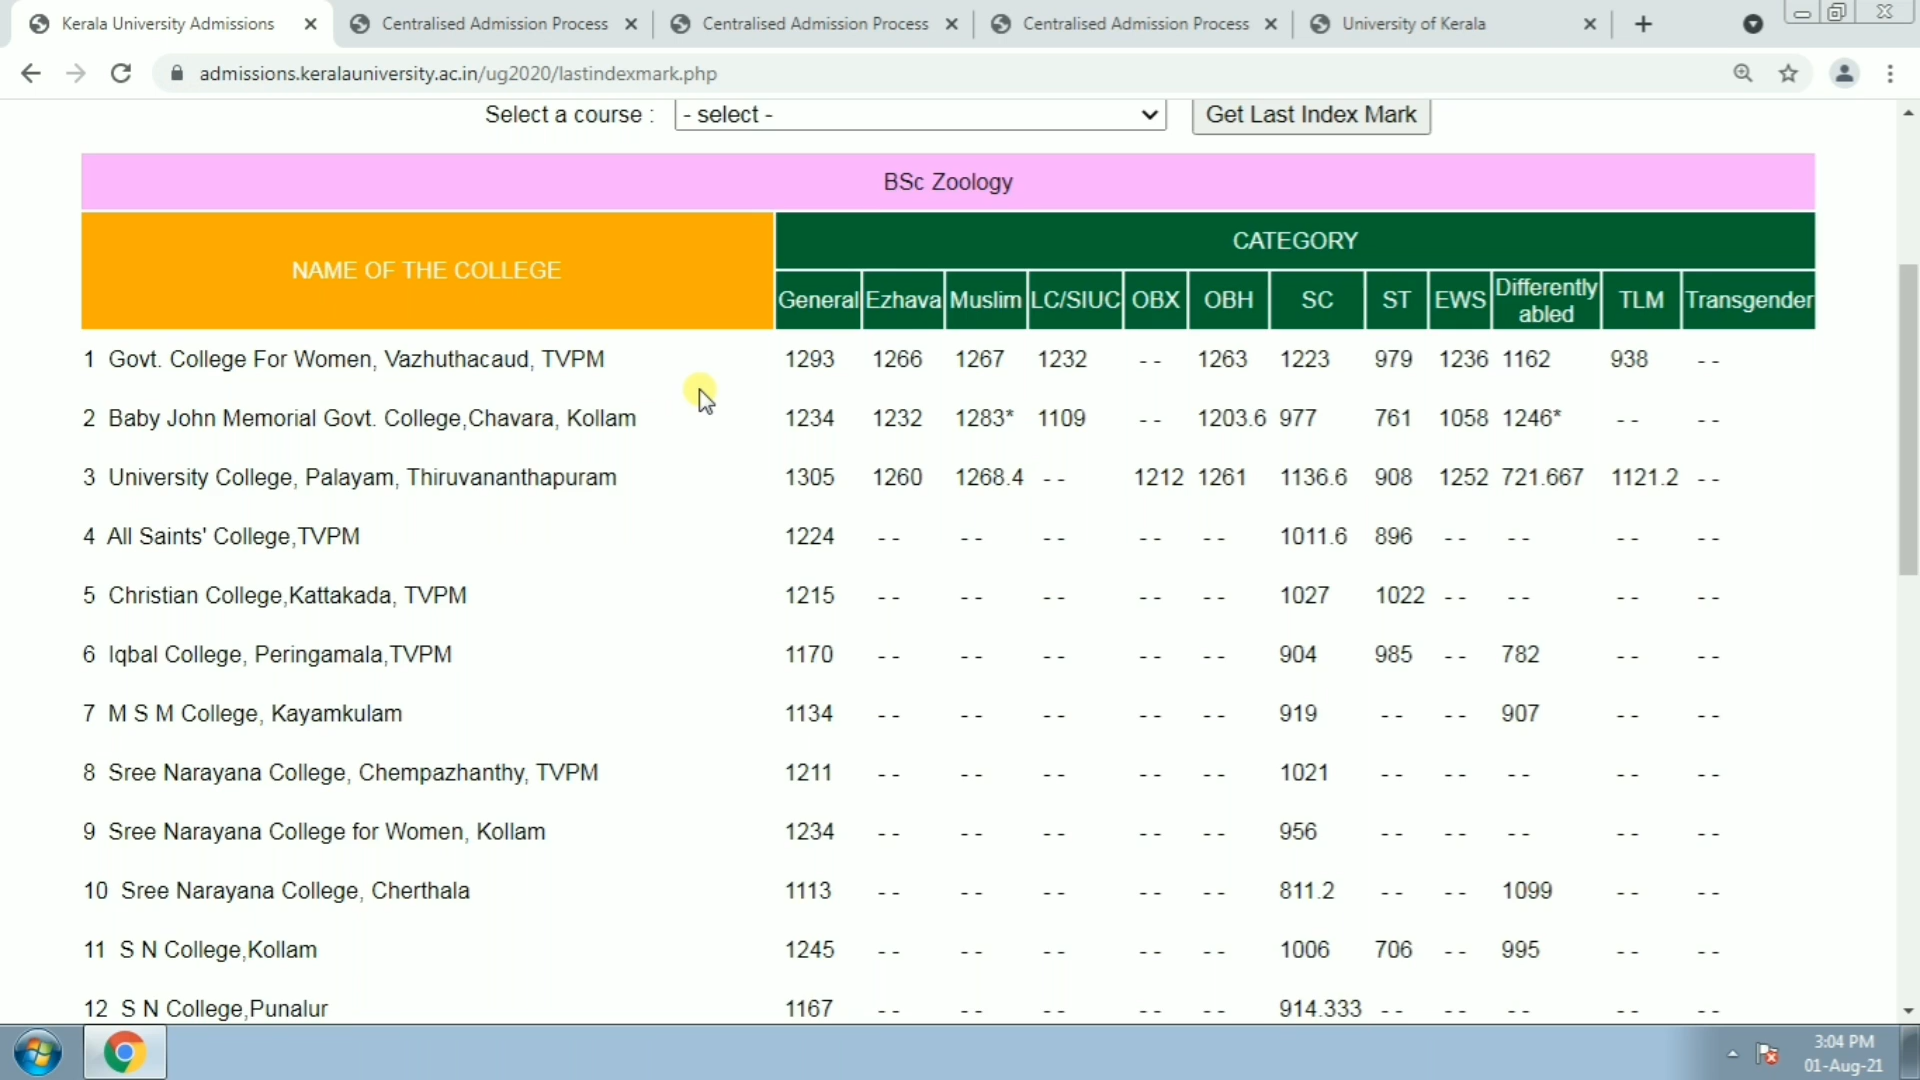 Kerala University Admissions
Centralised Admission Process
Centralised Admission Process
Centralised Admission Process
University of Kerala
admissions.keralauniversity.ac.in/ug2020/lastindexmark.php
Select a course : - select - Get Last Index Mark
BSc Zoology
NAME OF THE COLLEGE
CATEGORY
General Ezhava Muslim LC/SIUC OBX OBH SC ST EWS Differently abled TLM Transgender
1 Govt. College For Women, Vazhuthacaud, TVPM 1293 1266 1267 1232 -- 1263 1223 979 1236 1162 938 --
2 Baby John Memorial Govt. College,Chavara, Kollam 1234 1232 1283* 1109 -- 1203.6 977 761 1058 1246* -- --
3 University College, Palayam, Thiruvananthapuram 1305 1260 1268.4 -- 1212 1261 1136.6 908 1252 721.667 1121.2 --
4 All Saints' College,TVPM 1224 -- -- -- -- -- 1011.6 896 -- -- -- --
5 Christian College,Kattakada, TVPM 1215 -- -- -- -- -- 1027 1022 -- -- -- --
6 Iqbal College, Peringamala,TVPM 1170 -- -- -- -- -- 904 985 -- 782 -- --
7 M S M College, Kayamkulam 1134 -- -- -- -- -- 919 -- -- 907 -- --
8 Sree Narayana College, Chempazhanthy, TVPM 1211 -- -- -- -- -- 1021 -- -- -- -- --
9 Sree Narayana College for Women, Kollam 1234 -- -- -- -- -- 956 -- -- -- -- --
10 Sree Narayana College, Cherthala 1113 -- -- -- -- -- 811.2 -- -- 1099 -- --
11 S N College,Kollam 1245 -- -- -- -- -- 1006 706 -- 995 -- --
12 S N College,Punalur 1167 -- -- -- -- -- 914.333 -- -- -- -- --
3:04 PM
01-Aug-21